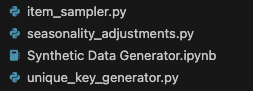 item_sampler.py
seasonality_adjustments.py
Synthetic Data Generator.ipynb
unique_key_generator.py